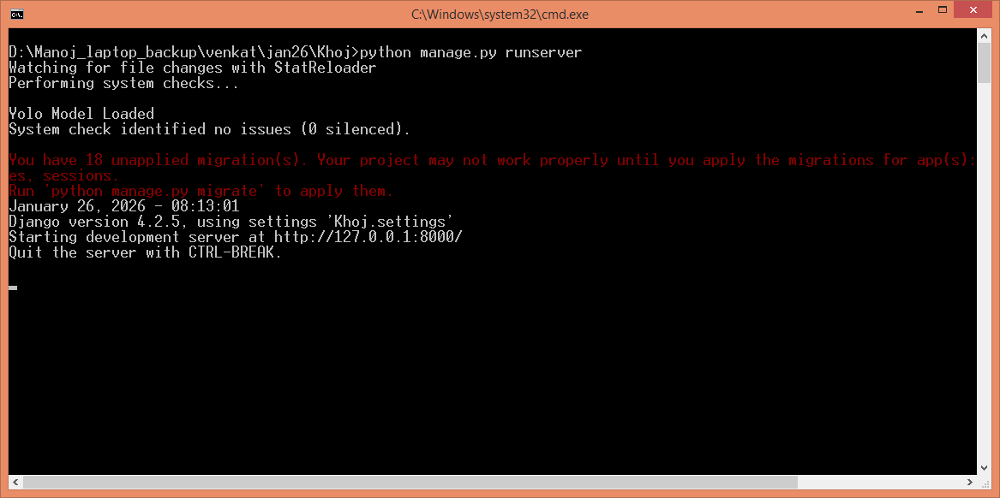 C:\Windows\system32\cmd.exe
D:\Manoj_laptop_backup\venkat\jan26\Khoj>python manage.py runserver
Watching for file changes with StatReloader
Performing system checks...
Yolo Model Loaded
System check identified no issues (0 silenced).
You have 18 unapplied migration(s). Your project may not work properly until you apply the migrations for app(s):
es, sessions.
Run 'python manage.py migrate' to apply them.
January 26, 2026 - 08:13:01
Django version 4.2.5, using settings 'Khoj.settings'
Starting development server at http://127.0.0.1:8000/
Quit the server with CTRL-BREAK.